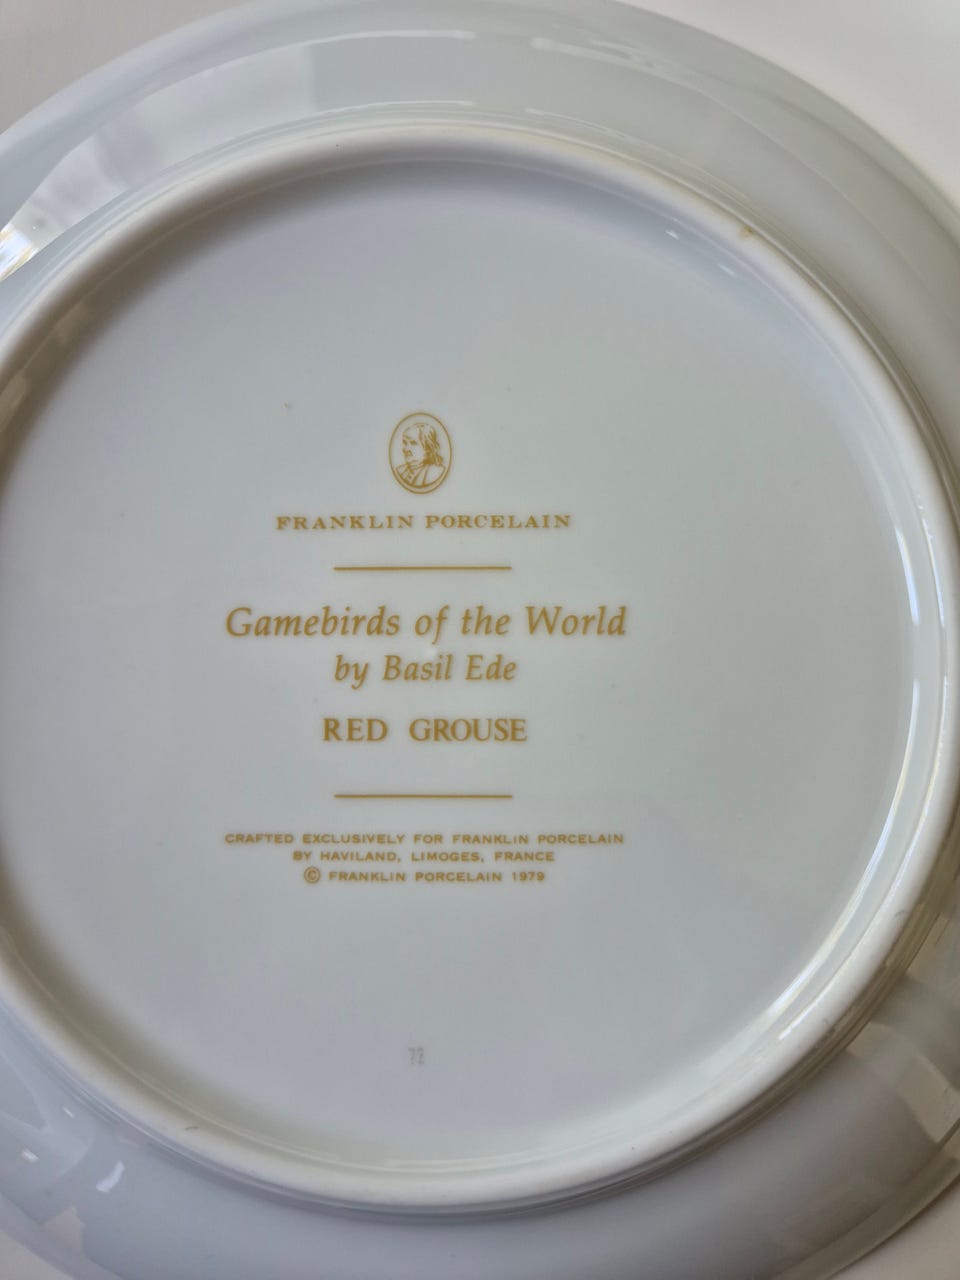 FRANKLIN PORCELAIN
Gamebirds of the World
by Basil Ede
RED GROUSE
CRAFTED EXCLUSIVELY FOR FRANKLIN PORCELAIN
BY HAVILAND, LIMOGES, FRANCE
© FRANKLIN PORCELAIN 1979